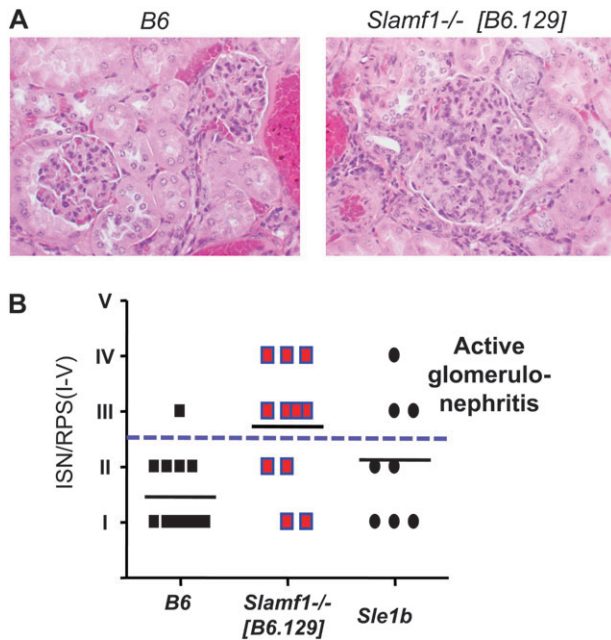 A
B6
Slamf1-/- [B6.129]
B
ISN/RPS(I-V)
V
IV
III
II
I
Active
glomerulo-
nephritis
B6
Slamf1-/-
[B6.129]
Sle1b